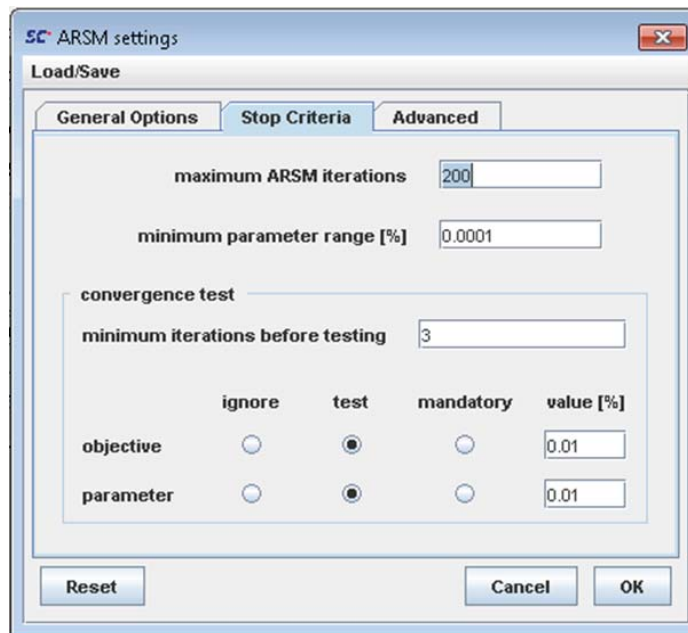 SC ARSM settings
Load/Save
General Options Stop Criteria Advanced
maximum ARSM iterations 200
minimum parameter range [%] 0.0001
convergence test
minimum iterations before testing 3
ignore test mandatory value [%]
objective 0.01
parameter 0.01
Reset Cancel OK